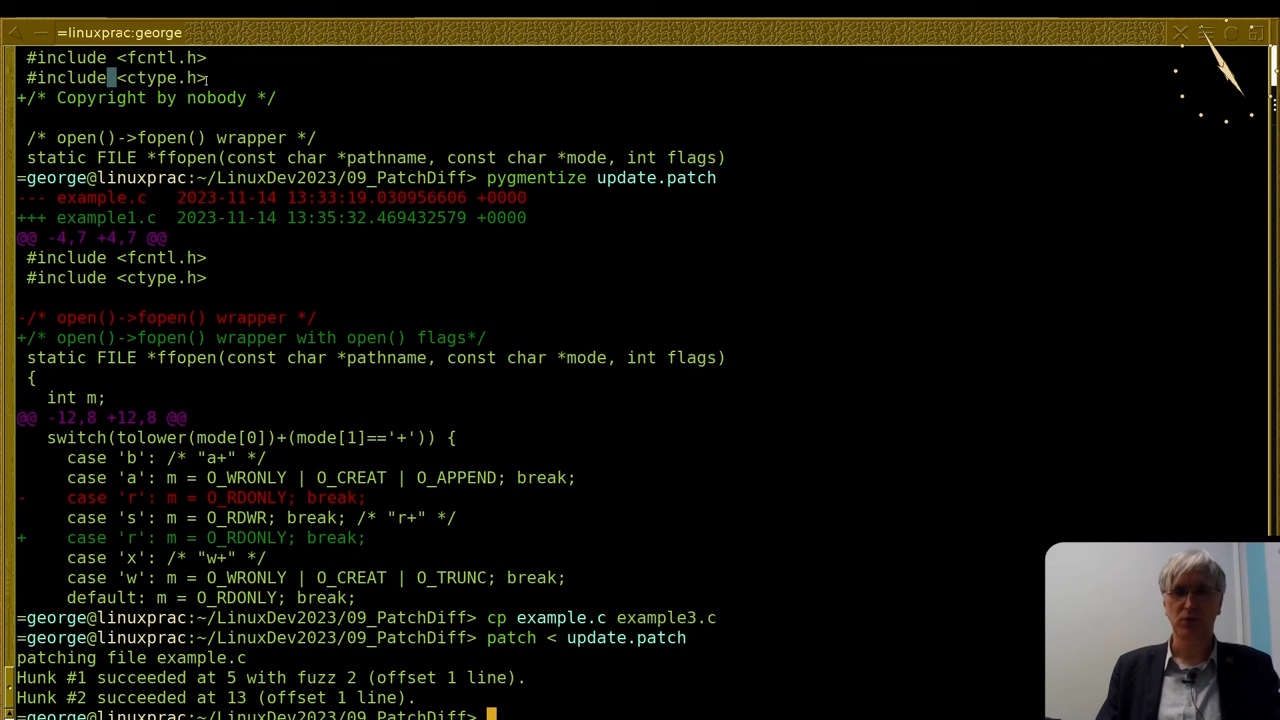 =linuxprac:george
#include <fcntl.h>
#include <ctype.h>
+/* Copyright by nobody */
/* open()->fopen() wrapper */
static FILE *ffopen(const char *pathname, const char *mode, int flags)
=george@linuxprac:~/LinuxDev2023/09_PatchDiff> pygmentize update.patch
--- example.c   2023-11-14 13:33:19.030956606 +0000
+++ example1.c  2023-11-14 13:35:32.469432579 +0000
@@ -4,7 +4,7 @@
#include <fcntl.h>
#include <ctype.h>
-/* open()->fopen() wrapper */
+/* open()->fopen() wrapper with open() flags*/
static FILE *ffopen(const char *pathname, const char *mode, int flags)
{
int m;
@@ -12,8 +12,8 @@
switch(tolower(mode[0])+(mode[1]=='+')) {
case 'b': /* "a+" */
case 'a': m = O_WRONLY | O_CREAT | O_APPEND; break;
-    case 'r': m = O_RDONLY; break;
case 's': m = O_RDWR; break; /* "r+" */
+    case 'r': m = O_RDONLY; break;
case 'x': /* "w+" */
case 'w': m = O_WRONLY | O_CREAT | O_TRUNC; break;
default: m = O_RDONLY; break;
=george@linuxprac:~/LinuxDev2023/09_PatchDiff> cp example.c example3.c
=george@linuxprac:~/LinuxDev2023/09_PatchDiff> patch < update.patch
patching file example.c
Hunk #1 succeeded at 5 with fuzz 2 (offset 1 line).
Hunk #2 succeeded at 13 (offset 1 line).
=george@linuxprac:~/LinuxDev2023/09_PatchDiff>